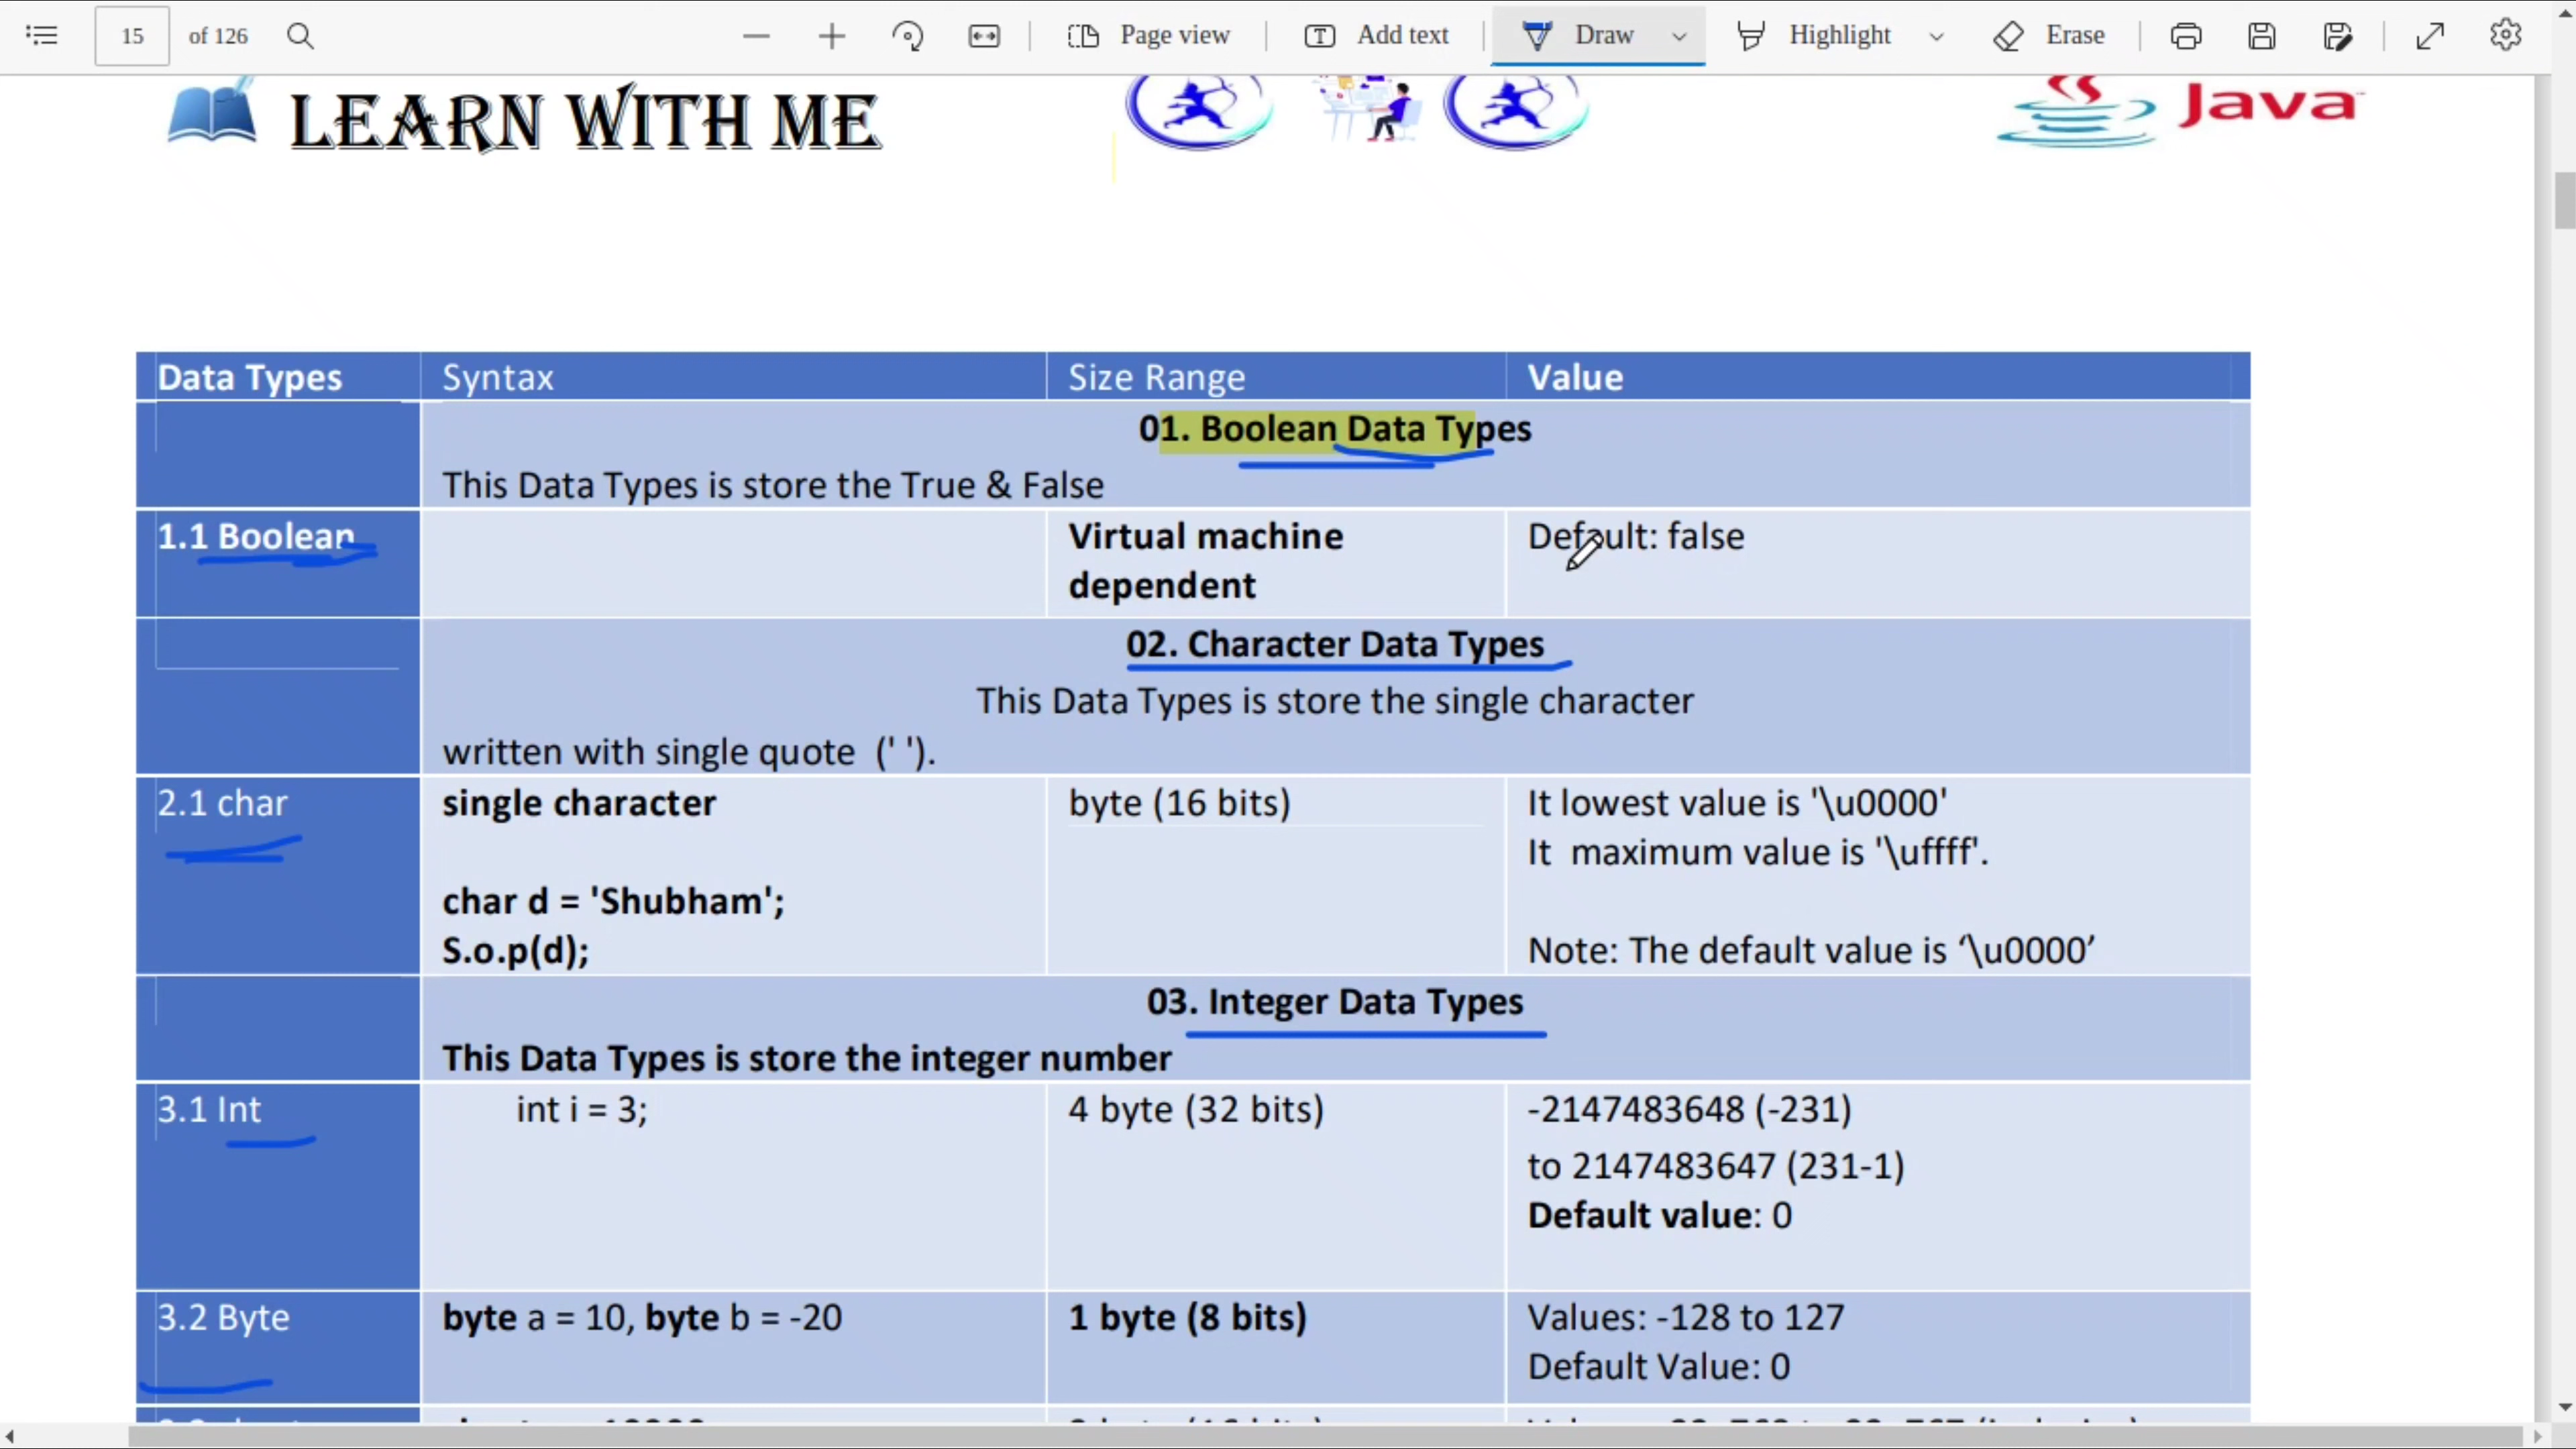 15 of 126 Page view Add text Draw Highlight Erase
LEARN WITH ME Java
Data Types Syntax Size Range Value
01. Boolean Data Types
This Data Types is store the True & False
1.1 Boolean Virtual machine Default: false
dependent
02. Character Data Types
This Data Types is store the single character
written with single quote (' ').
2.1 char single character byte (16 bits) It lowest value is '\u0000'
It maximum value is '\uffff'.
char d = 'Shubham';
S.o.p(d); Note: The default value is ‘\u0000’
03. Integer Data Types
This Data Types is store the integer number
3.1 Int int i = 3; 4 byte (32 bits) -2147483648 (-231)
to 2147483647 (231-1)
Default value: 0
3.2 Byte byte a = 10, byte b = -20 1 byte (8 bits) Values: -128 to 127
Default Value: 0